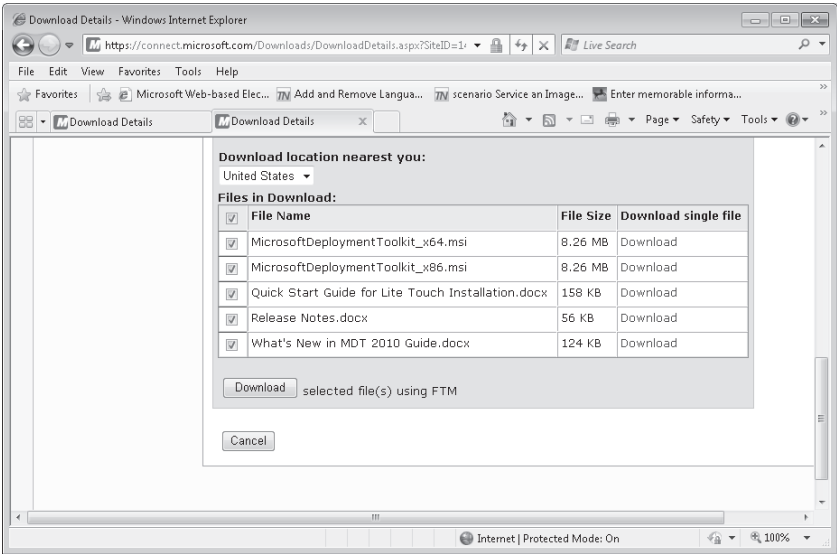 Download Details - Windows Internet Explorer
https://connect.microsoft.com/Downloads/DownloadDetails.aspx?SiteID=14
Live Search
File Edit View Favorites Tools Help
Favorites Microsoft Web-based Elec... TN Add and Remove Langua... TN scenario Service an Image... Enter memorable informa...
Download Details Download Details Page Safety Tools
Download location nearest you:
United States
Files in Download:
File Name File Size Download single file
MicrosoftDeploymentToolkit_x64.msi 8.26 MB Download
MicrosoftDeploymentToolkit_x86.msi 8.26 MB Download
Quick Start Guide for Lite Touch Installation.docx 158 KB Download
Release Notes.docx 56 KB Download
What's New in MDT 2010 Guide.docx 124 KB Download
Download selected file(s) using FTM
Cancel
Internet | Protected Mode: On 100%